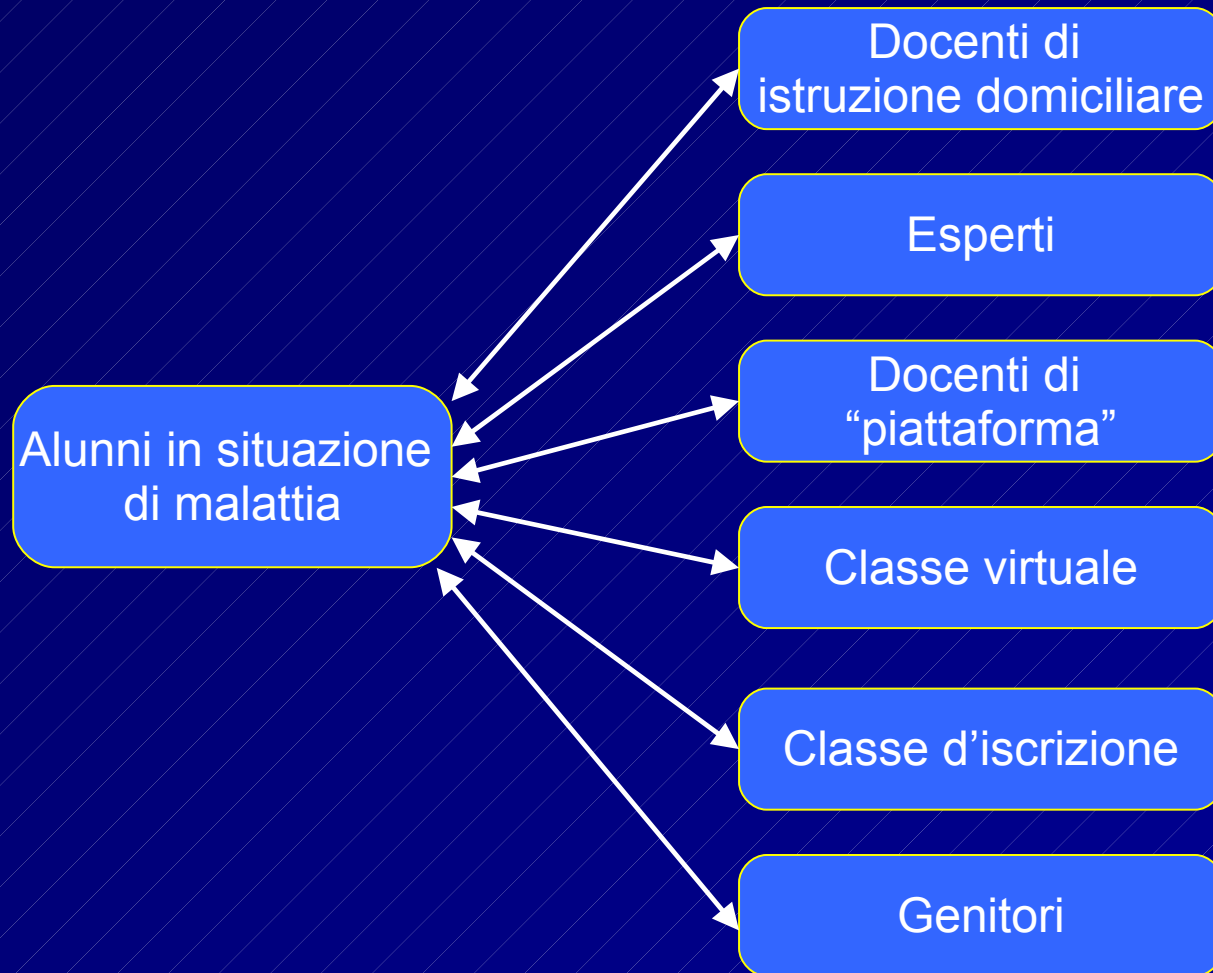 Docenti di
istruzione domiciliare
Esperti
Docenti di
“piattaforma”
Alunni in situazione
di malattia
Classe virtuale
Classe d’iscrizione
Genitori